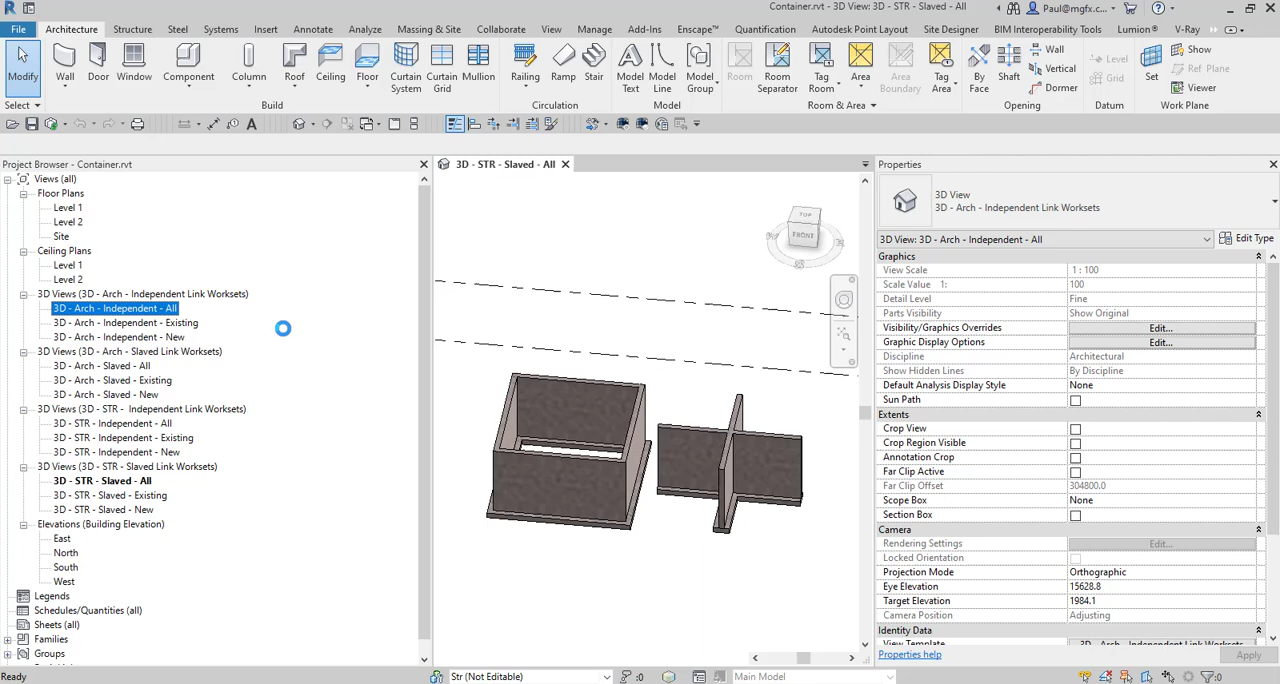 Container.rvt - 3D View: 3D - STR - Slaved - All
Paul@mgfx.c...
File Architecture Structure Steel Systems Insert Annotate Analyze Massing & Site Collaborate View Manage Add-Ins Enscape™ Quantification Autodesk Point Layout Site Designer BIM Interoperability Tools Lumion® V-Ray
Modify Wall Door Window Component Column Roof Ceiling Floor Curtain System Curtain Grid Mullion Railing Ramp Stair Model Text Model Line Model Group Room Room Separator Tag Room Area Area Boundary Tag Area By Face Shaft Wall Vertical Dormer Level Grid Set Show Ref Plane Viewer
Select Build Circulation Model Room & Area Opening Datum Work Plane
Project Browser - Container.rvt
Views (all)
Floor Plans
Level 1
Level 2
Site
Ceiling Plans
Level 1
Level 2
3D Views (3D - Arch - Independent Link Worksets)
3D - Arch - Independent - All
3D - Arch - Independent - Existing
3D - Arch - Independent - New
3D Views (3D - Arch - Slaved Link Worksets)
3D - Arch - Slaved - All
3D - Arch - Slaved - Existing
3D - Arch - Slaved - New
3D Views (3D - STR - Independent Link Worksets)
3D - STR - Independent - All
3D - STR - Independent - Existing
3D - STR - Independent - New
3D Views (3D - STR - Slaved Link Worksets)
3D - STR - Slaved - All
3D - STR - Slaved - Existing
3D - STR - Slaved - New
Elevations (Building Elevation)
East
North
South
West
Legends
Schedules/Quantities (all)
Sheets (all)
Families
Groups
3D - STR - Slaved - All
TOP
FRONT
Properties
3D View
3D - Arch - Independent Link Worksets
3D View: 3D - Arch - Independent - All Edit Type
Graphics
View Scale 1 : 100
Scale Value 1: 100
Detail Level Fine
Parts Visibility Show Original
Visibility/Graphics Overrides Edit...
Graphic Display Options Edit...
Discipline Architectural
Show Hidden Lines By Discipline
Default Analysis Display Style None
Sun Path
Extents
Crop View
Crop Region Visible
Annotation Crop
Far Clip Active
Far Clip Offset 304800.0
Scope Box None
Section Box
Camera
Rendering Settings Edit...
Locked Orientation
Projection Mode Orthographic
Eye Elevation 15628.8
Target Elevation 1984.1
Camera Position Adjusting
Identity Data
View Template 3D - Arch - Independent Link Worksets
Properties help Apply
Ready Str (Not Editable) :0 Main Model :0